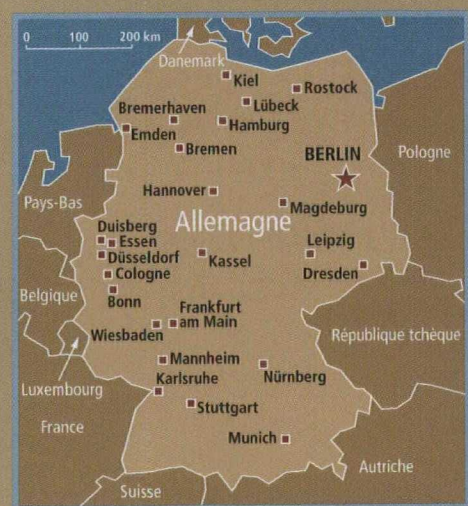 0 100 200 km
Danemark
Kiel
Rostock
Lübeck
Bremerhaven
Hamburg
Emden
Bremen
BERLIN
Pologne
Hannover
Pays-Bas
Magdeburg
Allemagne
Duisberg
Essen
Düsseldorf
Kassel
Leipzig
Cologne
Dresden
Belgique
Bonn
Frankfurt
am Main
Wiesbaden
République tchèque
Mannheim
Nürnberg
Luxembourg
Karlsruhe
Stuttgart
France
Munich
Autriche
Suisse